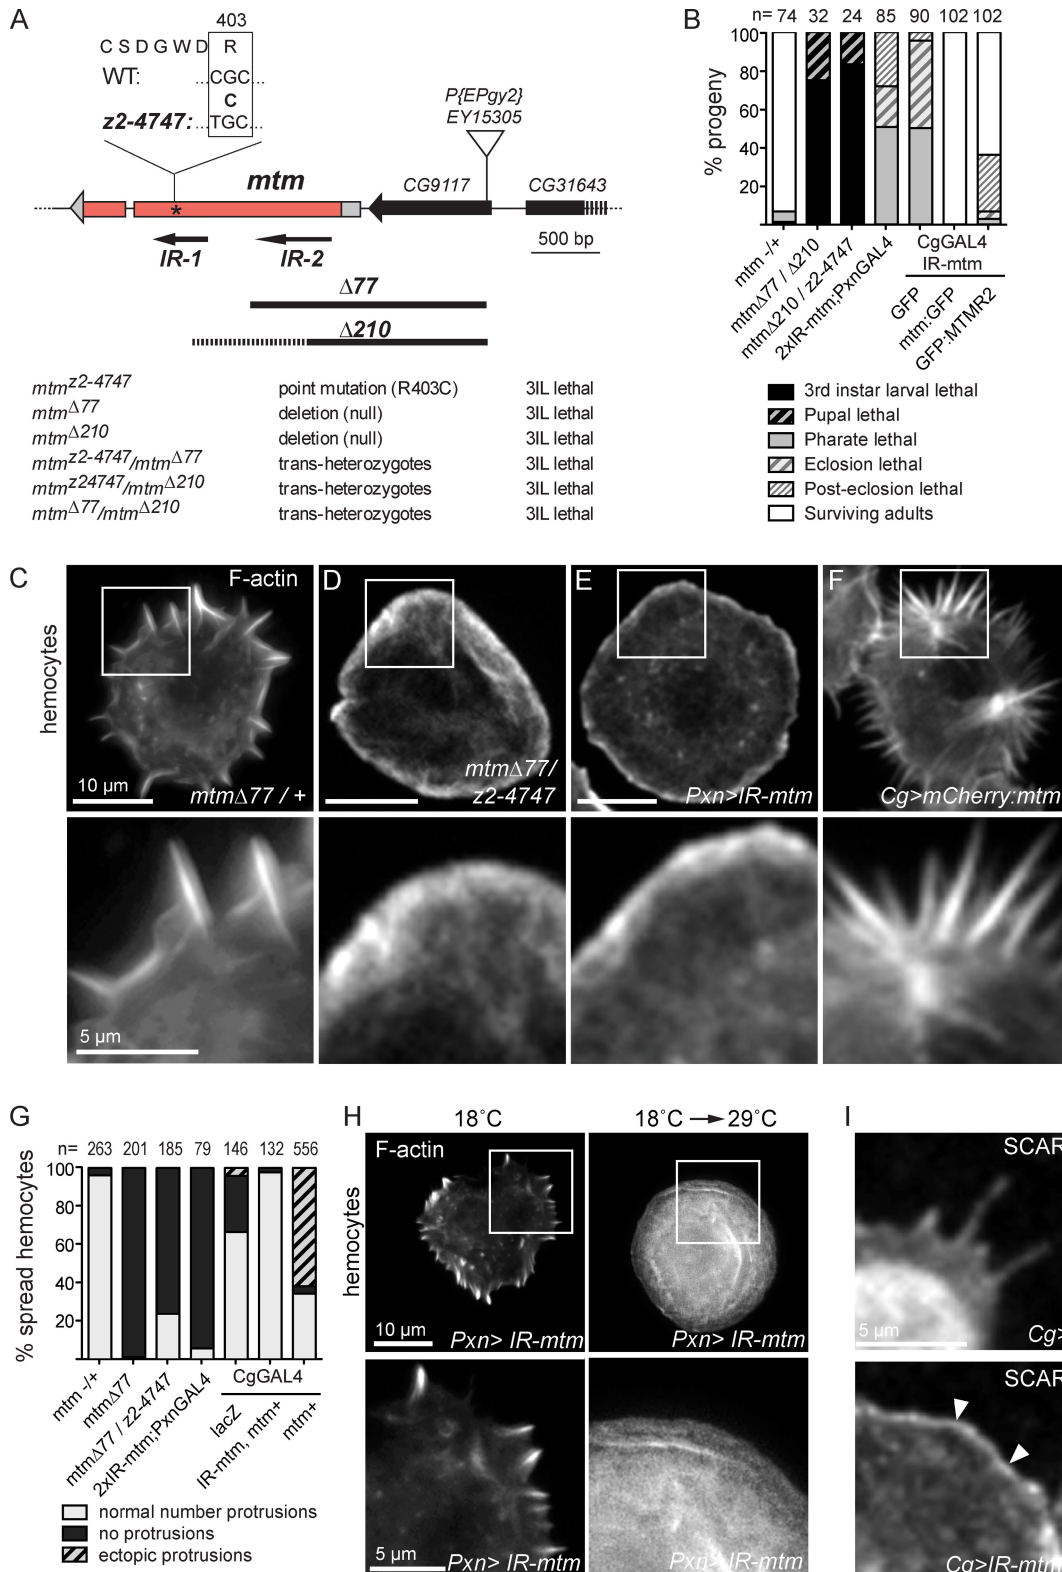 A
403
C S D G W D R
WT: ...CGC...
C
z2-4747: ...TGC...
P{EPgy2}
EY15305
mtm
CG9117
CG31643
*
IR-1
IR-2
500 bp
Δ77
Δ210
mtm z2-4747 point mutation (R403C) 3IL lethal
mtm Δ77 deletion (null) 3IL lethal
mtm Δ210 deletion (null) 3IL lethal
mtm z2-4747/mtm Δ77 trans-heterozygotes 3IL lethal
mtm z24747/mtm Δ210 trans-heterozygotes 3IL lethal
mtm Δ77/mtm Δ210 trans-heterozygotes 3IL lethal
B
n= 74 32 24 85 90 102 102
% progeny
100
80
60
40
20
mtm -/+
mtmΔ77 / Δ210
mtmΔ210 / z2-4747
2xIR-mtm;PxnGAL4
CgGAL4
IR-mtm
GFP
mtm:GFP
GFP:MTMR2
3rd instar larval lethal
Pupal lethal
Pharate lethal
Eclosion lethal
Post-eclosion lethal
Surviving adults
C
hemocytes
F-actin
10 µm
mtmΔ77 / +
D
mtmΔ77/
z2-4747
E
Pxn>IR-mtm
F
Cg>mCherry:mtm
5 µm
G
n= 263 201 185 79 146 132 556
% spread hemocytes
100
80
60
40
20
mtm -/+
mtmΔ77
mtmΔ77 / z2-4747
2xIR-mtm;PxnGAL4
CgGAL4
lacZ
IR-mtm, mtm+
mtm+
normal number protrusions
no protrusions
ectopic protrusions
H
18˚C
18˚C → 29˚C
hemocytes
F-actin
10 µm
Pxn> IR-mtm
Pxn> IR-mtm
5 µm
Pxn> IR-mtm
Pxn> IR-mtm
I
SCAR
5 µm
Cg>
SCAR
Cg>IR-mtm